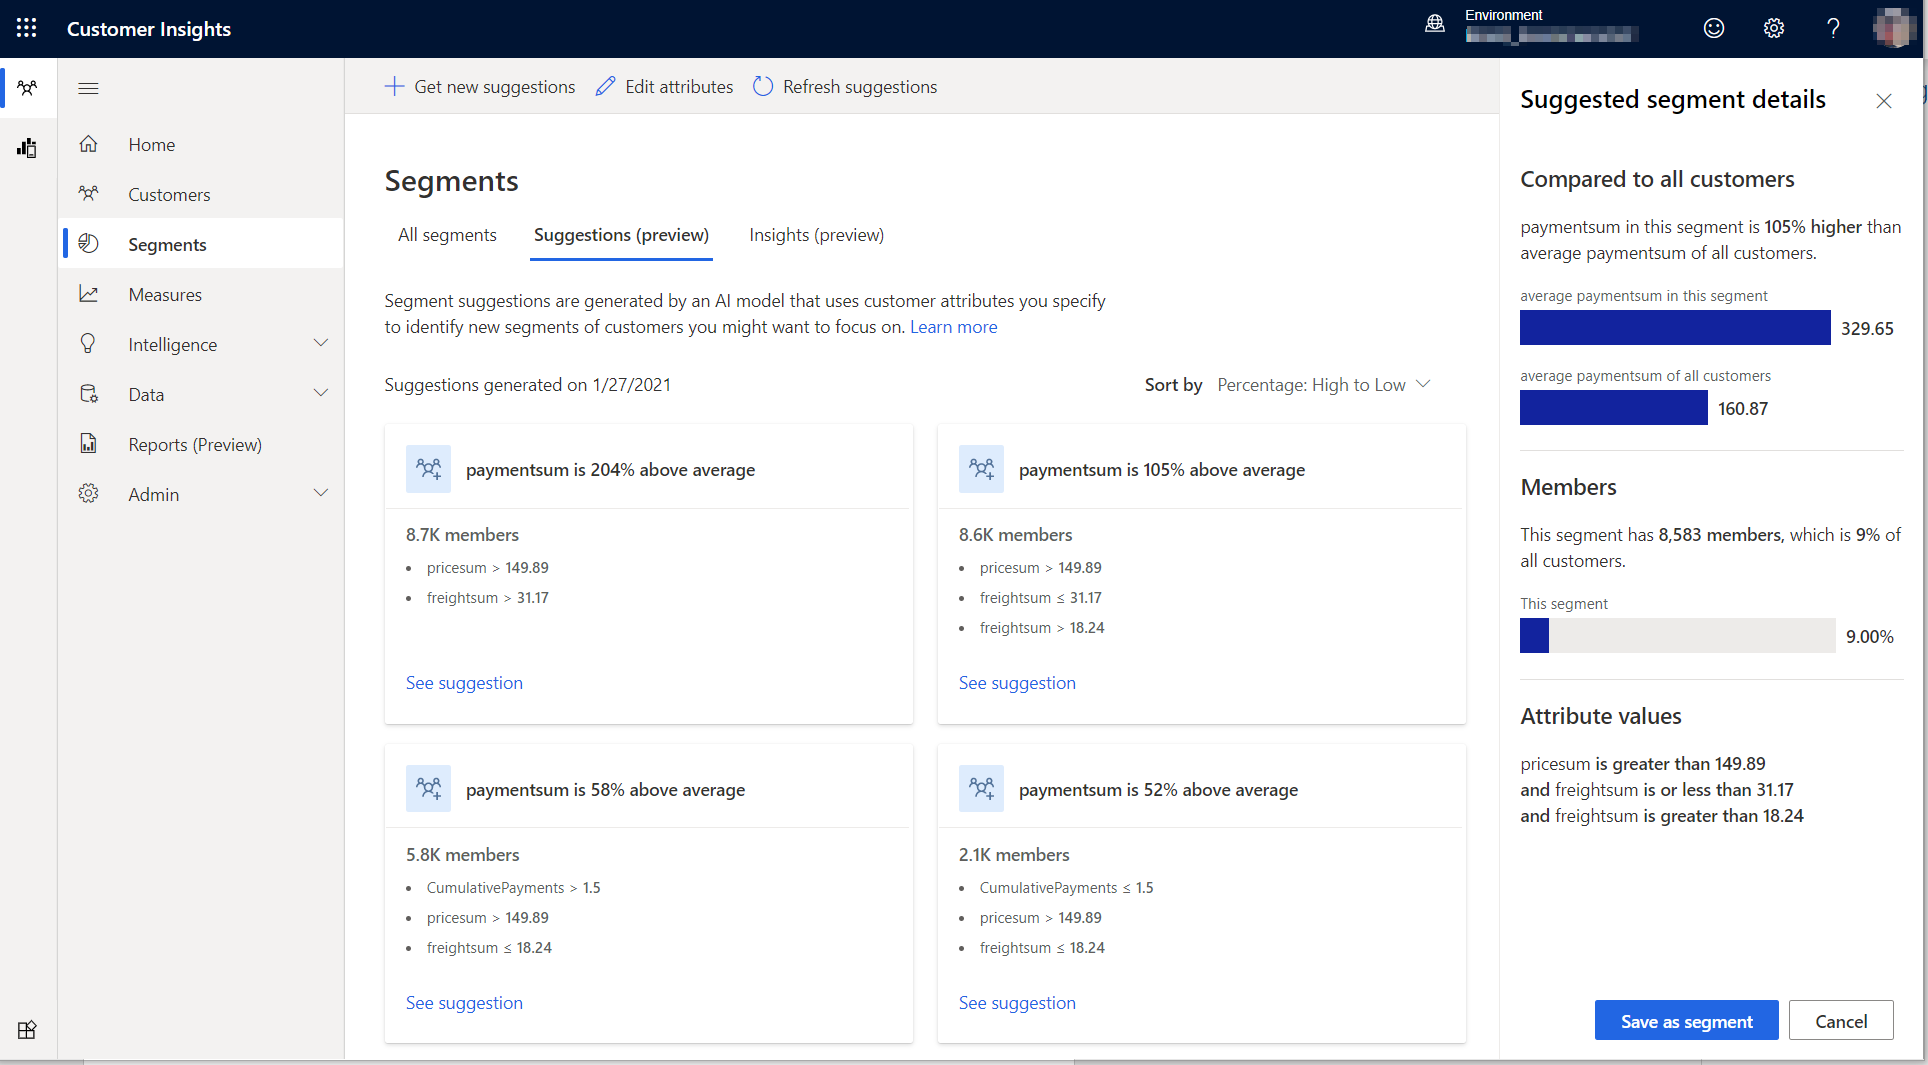 Customer Insights
Environment
Home
Customers
Segments
Measures
Intelligence
Data
Reports (Preview)
Admin
Get new suggestions
Edit attributes
Refresh suggestions
Segments
All segments
Suggestions (preview)
Insights (preview)
Segment suggestions are generated by an AI model that uses customer attributes you specify
to identify new segments of customers you might want to focus on. Learn more
Suggestions generated on 1/27/2021
Sort by Percentage: High to Low
paymentsum is 204% above average
8.7K members
• pricesum > 149.89
• freightsum > 31.17
See suggestion
paymentsum is 105% above average
8.6K members
• pricesum > 149.89
• freightsum ≤ 31.17
• freightsum > 18.24
See suggestion
paymentsum is 58% above average
5.8K members
• CumulativePayments > 1.5
• pricesum > 149.89
• freightsum ≤ 18.24
See suggestion
paymentsum is 52% above average
2.1K members
• CumulativePayments ≤ 1.5
• pricesum > 149.89
• freightsum ≤ 18.24
See suggestion
Suggested segment details
Compared to all customers
paymentsum in this segment is 105% higher than
average paymentsum of all customers.
average paymentsum in this segment
329.65
average paymentsum of all customers
160.87
Members
This segment has 8,583 members, which is 9% of
all customers.
This segment
9.00%
Attribute values
pricesum is greater than 149.89
and freightsum is or less than 31.17
and freightsum is greater than 18.24
Save as segment
Cancel